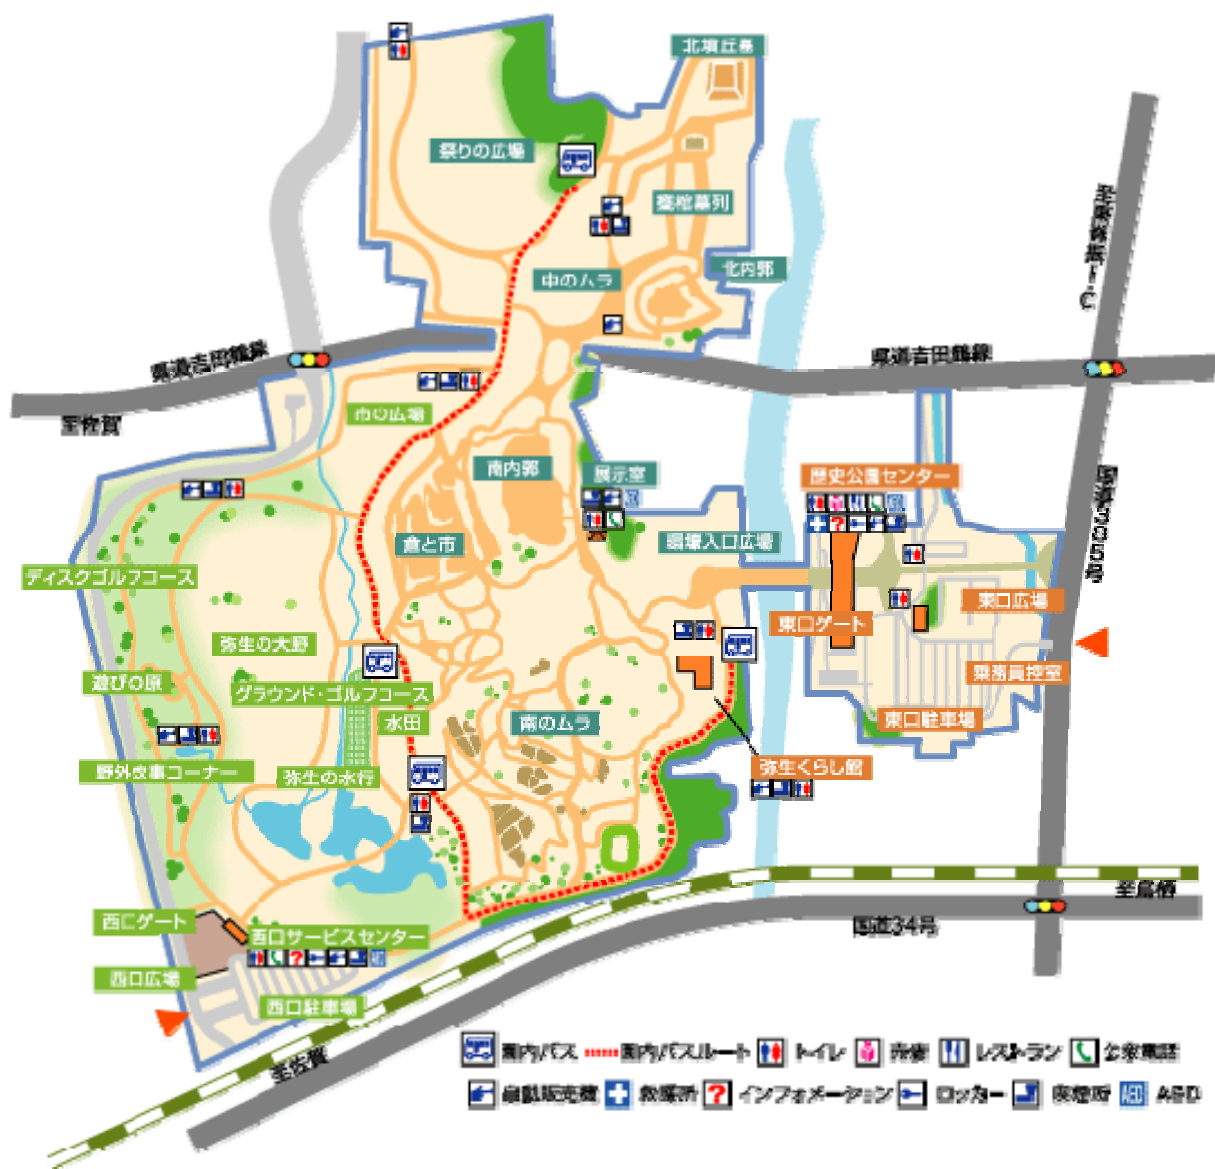 北墳丘墓
祭りの広場
甕棺墓列
北内郭
中のムラ
県道吉田鶴線
至佐賀
県道吉田鶴線
市の広場
南内郭
展示室
歴史公園センター
倉と市
環壕入口広場
ディスクゴルフコース
東口広場
東口ゲート
弥生の大野
乗務員控室
遊びの原
グラウンド・ゴルフコース
水田
南のムラ
東口駐車場
野外炊事コーナー
弥生の水行
弥生くらし館
至鳥栖
西口ゲート
西口サービスセンター
国道34号
西口広場
西口駐車場
至佐賀
園内バス
園内バスルート
トイレ
売店
レストラン
公衆電話
自動販売機
救護所
インフォメーション
ロッカー
喫煙所
AED
AED